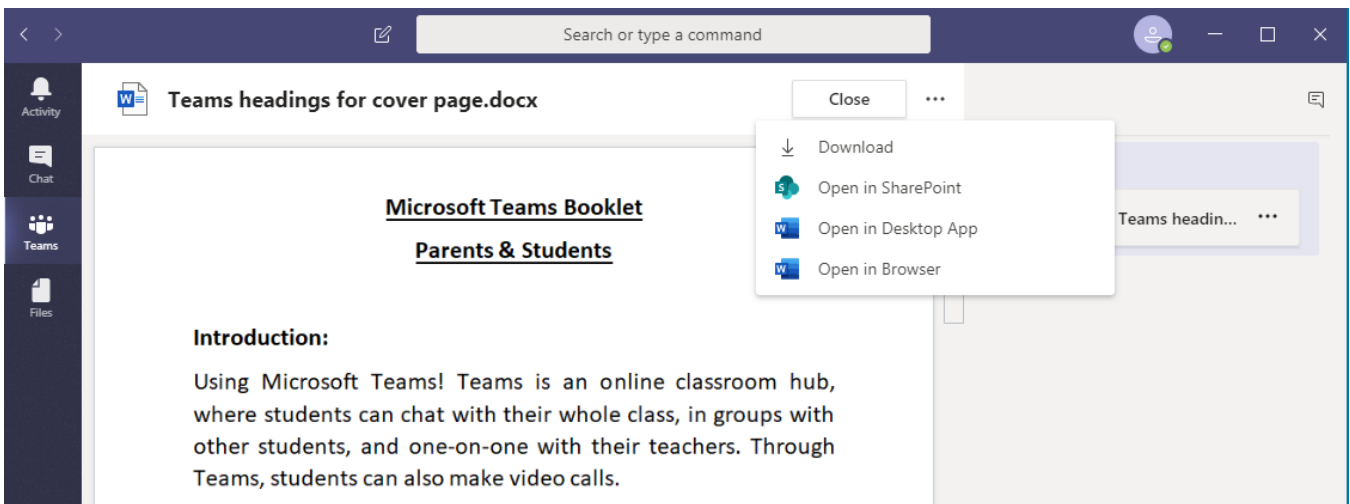 Search or type a command
Activity
Teams headings for cover page.docx
Close
Download
Open in SharePoint
Open in Desktop App
Open in Browser
Chat
Teams
Files
Teams headin...
Microsoft Teams Booklet
Parents & Students
Introduction:
Using Microsoft Teams! Teams is an online classroom hub,
where students can chat with their whole class, in groups with
other students, and one-on-one with their teachers. Through
Teams, students can also make video calls.